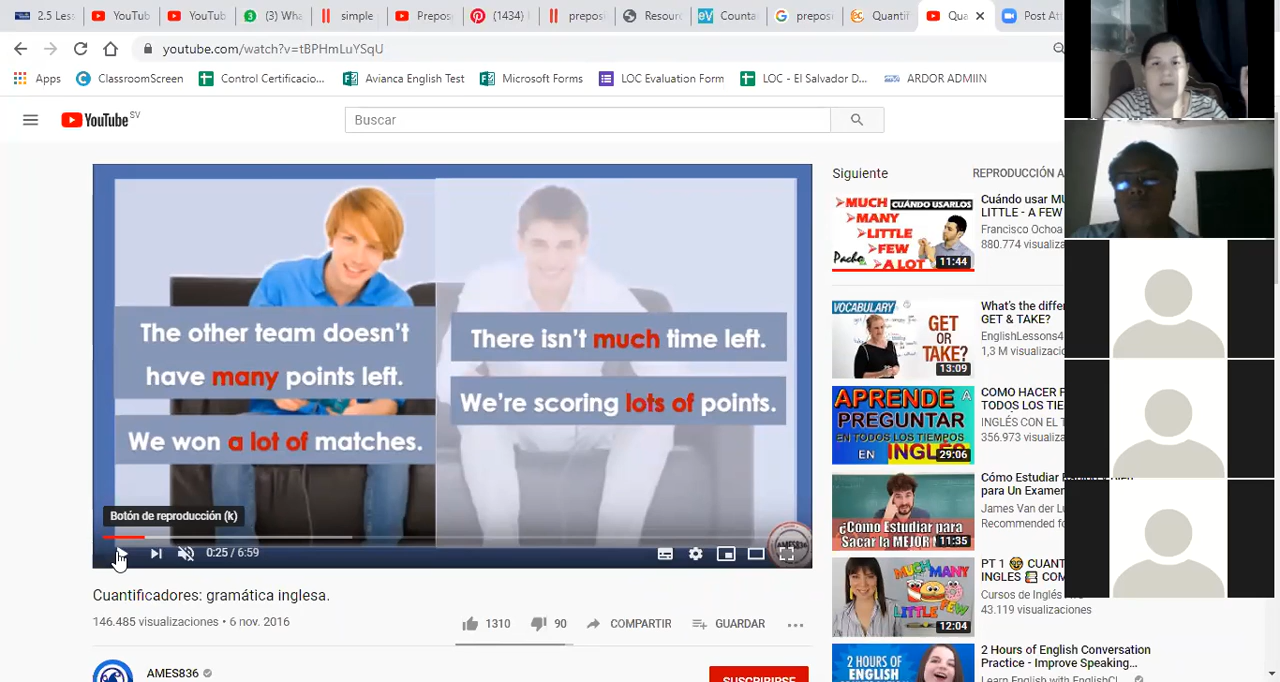 2.5 Less
YouTub
YouTub
(3) Wha
simple
Prepos
(1434)
prepos
Resour
Counta
prepos
Quantif
Qua
Post Att
youtube.com/watch?v=tBPHmLuYSqU
Apps
ClassroomScreen
Control Certificacio...
Avianca English Test
Microsoft Forms
LOC Evaluation Form
LOC - El Salvador D...
ARDOR ADMIIN
YouTube SV
Buscar
The other team doesn't
have many points left.
We won a lot of matches.
There isn't much time left.
We're scoring lots of points.
Botón de reproducción (k)
0:25 / 6:59
AMES836
Cuantificadores: gramática inglesa.
146.485 visualizaciones • 6 nov. 2016
1310
90
COMPARTIR
GUARDAR
AMES836
SUSCRIBIRSE
Siguiente
REPRODUCCIÓN A
MUCH CUÁNDO USARLOS
MANY
LITTLE
FEW
A LOT
Pacho
11:44
Cuándo usar MU
LITTLE - A FEW
Francisco Ochoa
880.774 visualiza
VOCABULARY
GET
OR
TAKE?
13:09
What's the differ
GET & TAKE?
EnglishLessons4
1,3 M visualizaci
APRENDE A
PREGUNTAR
EN TODOS LOS TIEMPOS
EN INGLÉS
29:06
COMO HACER F
TODOS LOS TIE
INGLÉS CON EL T
356.973 visualiza
¿Como Estudiar para
Sacar la MEJOR
11:35
Cómo Estudiar
para Un Examen
James Van der Lu
Recommended f
MUCH MANY
LITTLE FEW
12:04
PT 1 CUANT
INGLES COM
Cursos de Inglés
43.119 visualizaciones
2 HOURS OF
ENGLISH
2 Hours of English Conversation
Practice - Improve Speaking...